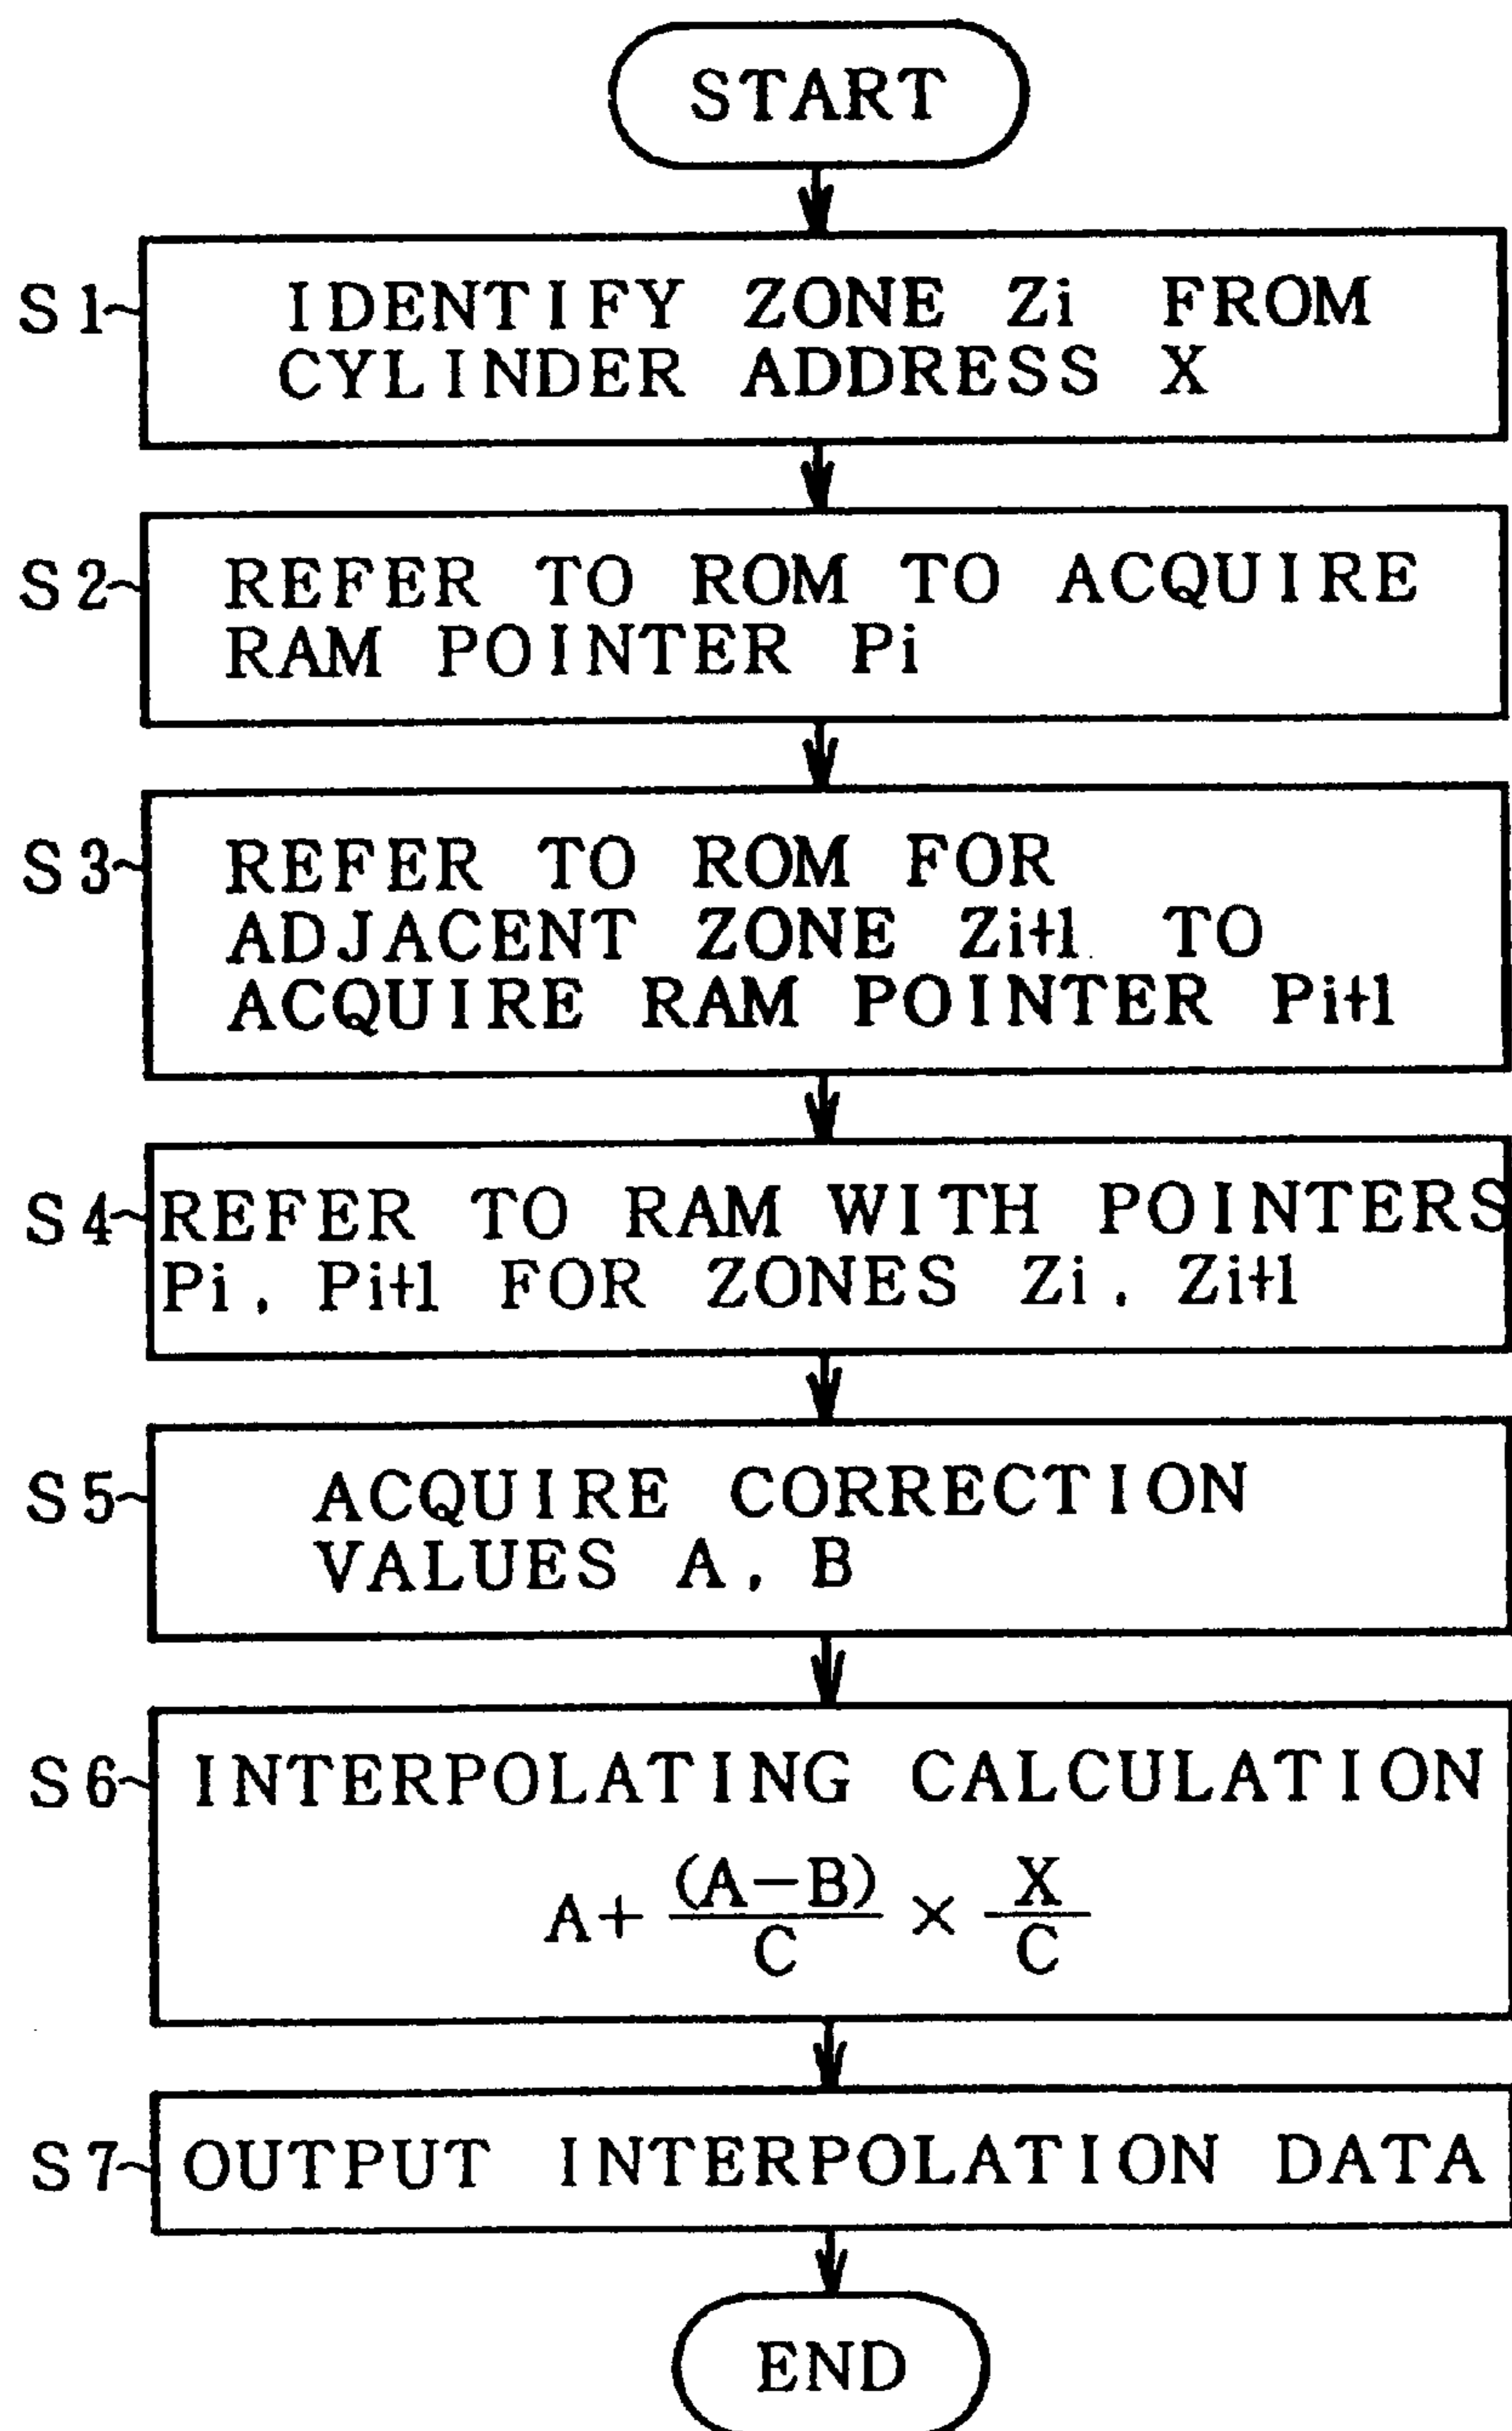 START
S1 IDENTIFY ZONE Zi FROM
CYLINDER ADDRESS X
S2 REFER TO ROM TO ACQUIRE
RAM POINTER Pi
S3 REFER TO ROM FOR
ADJACENT ZONE Zi+1 TO
ACQUIRE RAM POINTER Pi+1
S4 REFER TO RAM WITH POINTERS
Pi, Pi+1 FOR ZONES Zi, Zi+1
S5 ACQUIRE CORRECTION
VALUES A, B
S6 INTERPOLATING CALCULATION
A+ (A-B)/C × X/C
S7 OUTPUT INTERPOLATION DATA
END